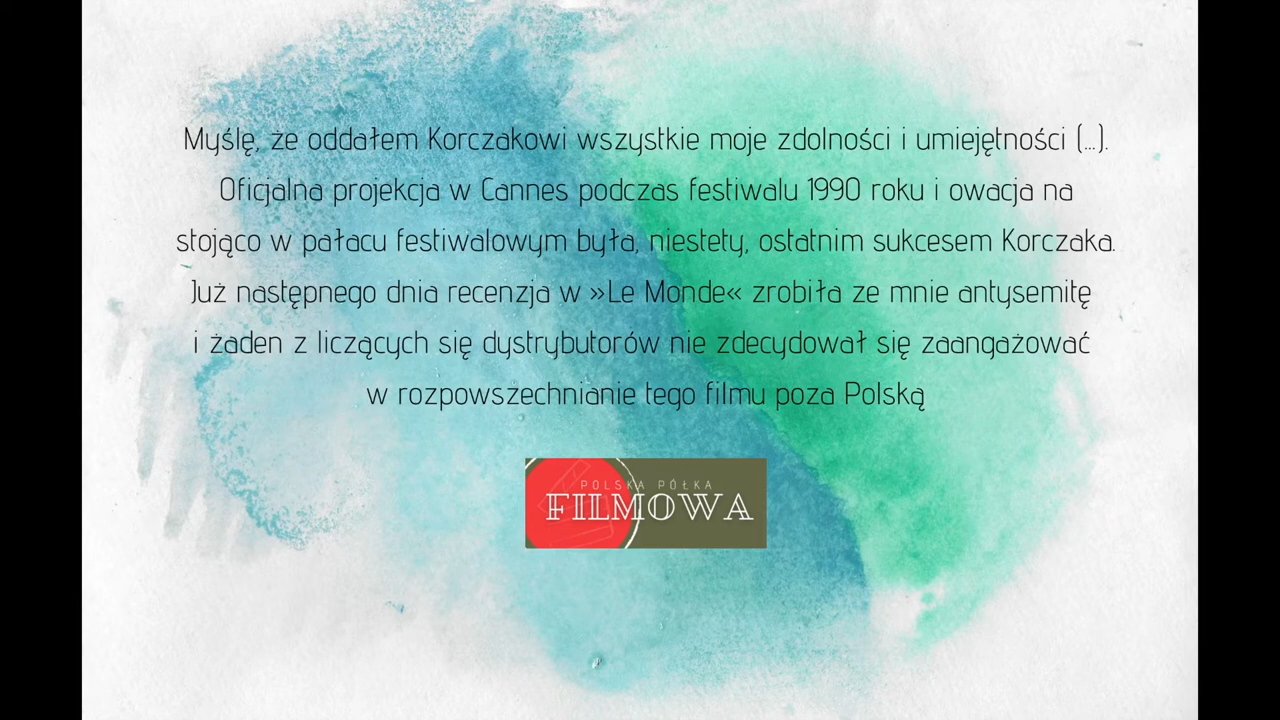 Myślę, że oddałem Korczakowi wszystkie moje zdolności i umiejętności (...).
Oficjalna projekcja w Cannes podczas festiwalu 1990 roku i owacja na
stojąco w pałacu festiwalowym była, niestety, ostatnim sukcesem Korczaka.
Już następnego dnia recenzja w »Le Monde« zrobiła ze mnie antysemitę
i żaden z liczących się dystrybutorów nie zdecydował się zaangażować
w rozpowszechnianie tego filmu poza Polską
POLSKA PÓŁKA
FILMOWA